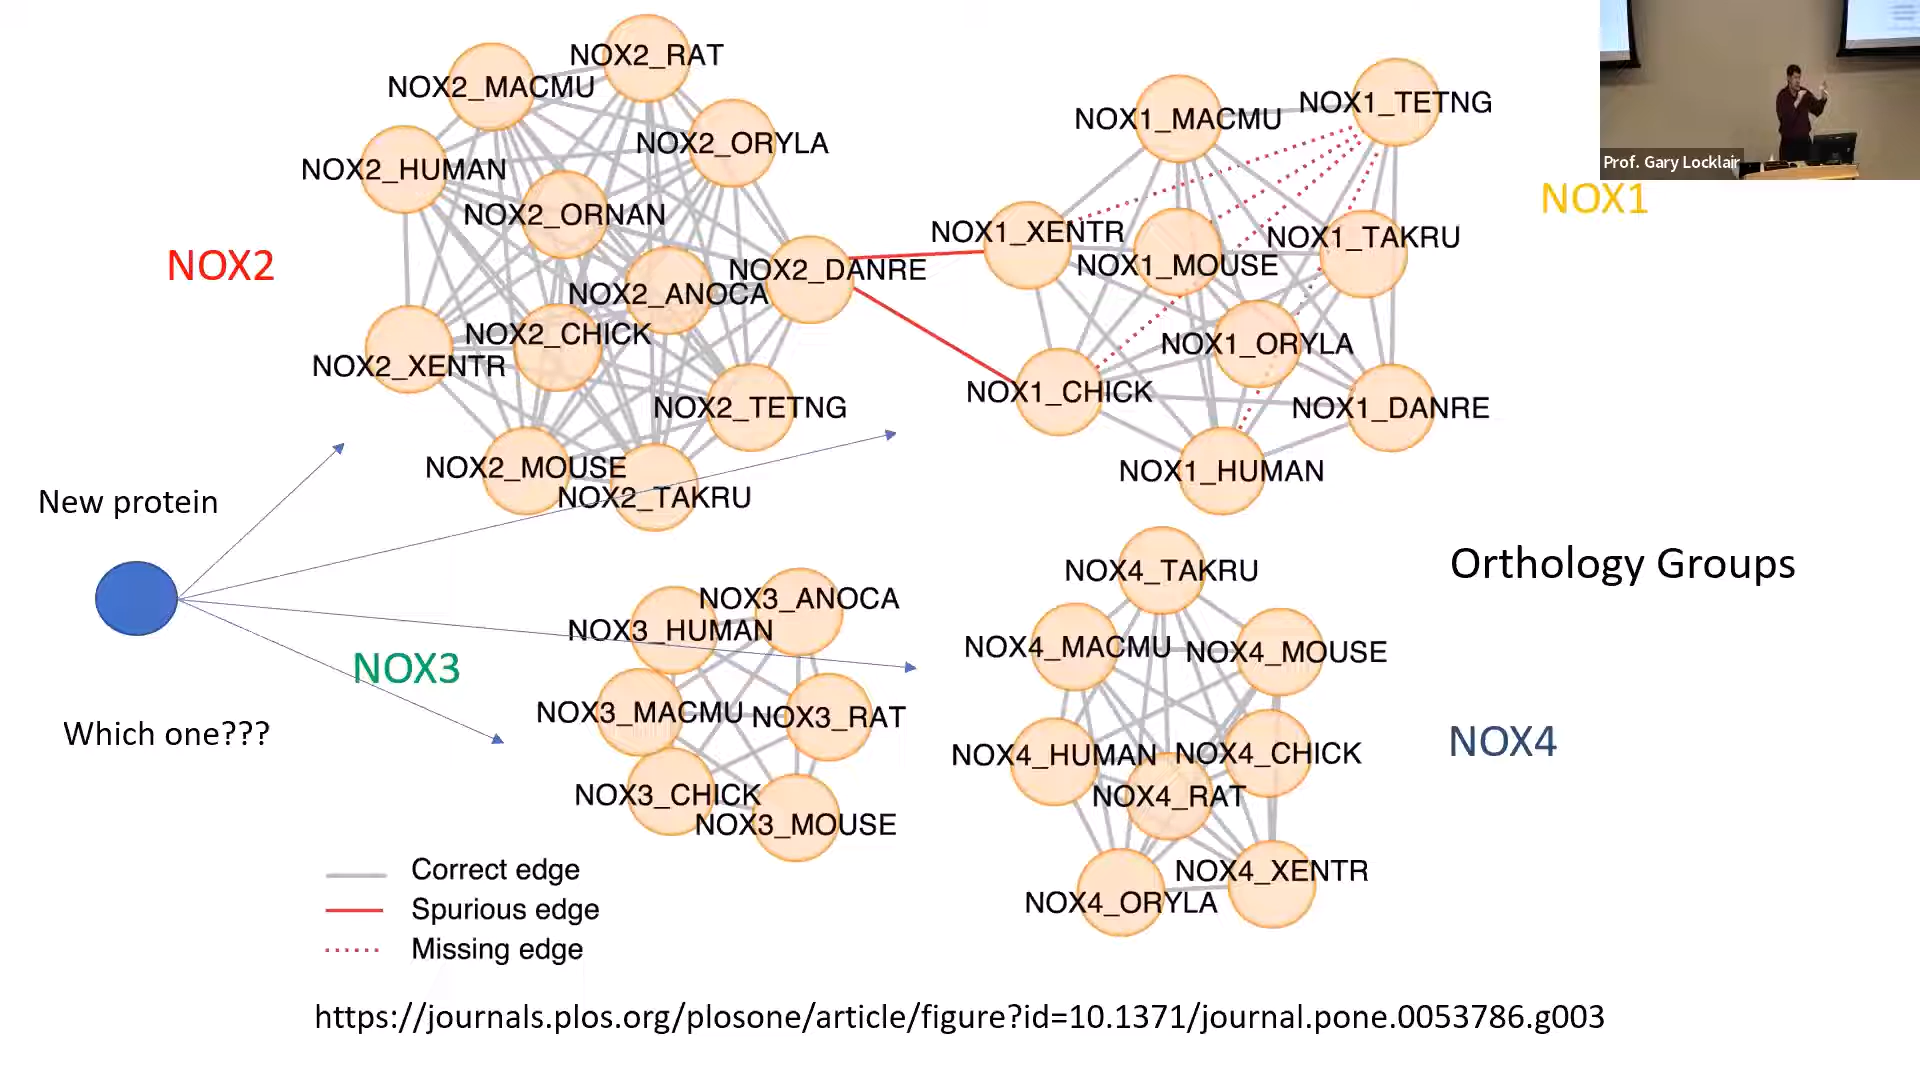 NOX2_RAT
NOX2_MACMU
NOX2_ORYLA
NOX2_HUMAN
NOX2_ORNAN
NOX2_DANRE
NOX2_ANOCA
NOX2_CHICK
NOX2_XENTR
NOX2_TETNG
NOX2_MOUSE
NOX2_TAKRU
NOX2
NOX1_TETNG
NOX1_MACMU
NOX1_XENTR
NOX1_TAKRU
NOX1_MOUSE
NOX1_ORYLA
NOX1_CHICK
NOX1_DANRE
NOX1_HUMAN
Prof. Gary Locklair
NOX1
New protein
Which one???
NOX3
NOX3_ANOCA
NOX3_HUMAN
NOX3_MACMU
NOX3_RAT
NOX3_CHICK
NOX3_MOUSE
NOX4_TAKRU
NOX4_MACMU
NOX4_MOUSE
NOX4_HUMAN
NOX4_CHICK
NOX4_RAT
NOX4_XENTR
NOX4_ORYLA
Orthology Groups
NOX4
Correct edge
Spurious edge
Missing edge
https://journals.plos.org/plosone/article/figure?id=10.1371/journal.pone.0053786.g003